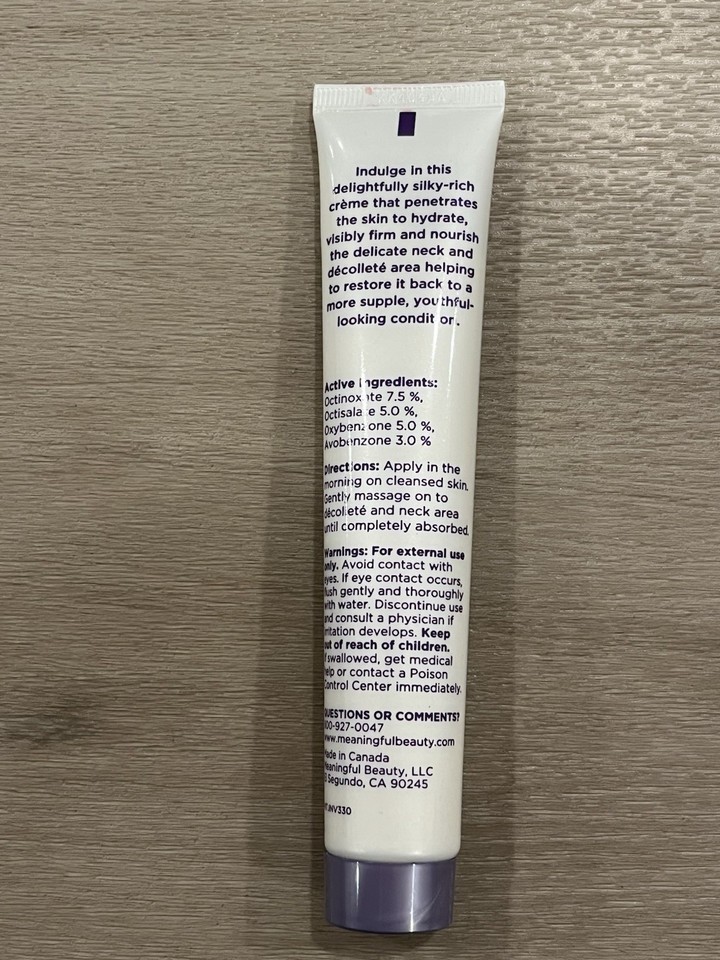 Indulge in this
delightfully silky-rich
crème that penetrates
the skin to hydrate,
visibly firm and nourish
the delicate neck and
décolleté area helping
to restore it back to a
more supple, youthful-
looking condition.
Active Ingredients:
Octinoxate 7.5 %,
Octisalate 5.0 %,
Oxybenzone 5.0 %,
Avobenzone 3.0 %
Directions: Apply in the
morning on cleansed skin.
Gently massage on to
décolleté and neck area
until completely absorbed.
Warnings: For external use
only. Avoid contact with
eyes. If eye contact occurs,
flush gently and thoroughly
with water. Discontinue use
and consult a physician if
irritation develops. Keep
out of reach of children.
If swallowed, get medical
help or contact a Poison
Control Center immediately.
QUESTIONS OR COMMENTS?
800-927-0047
www.meaningfulbeauty.com
Made in Canada
Meaningful Beauty, LLC
El Segundo, CA 90245